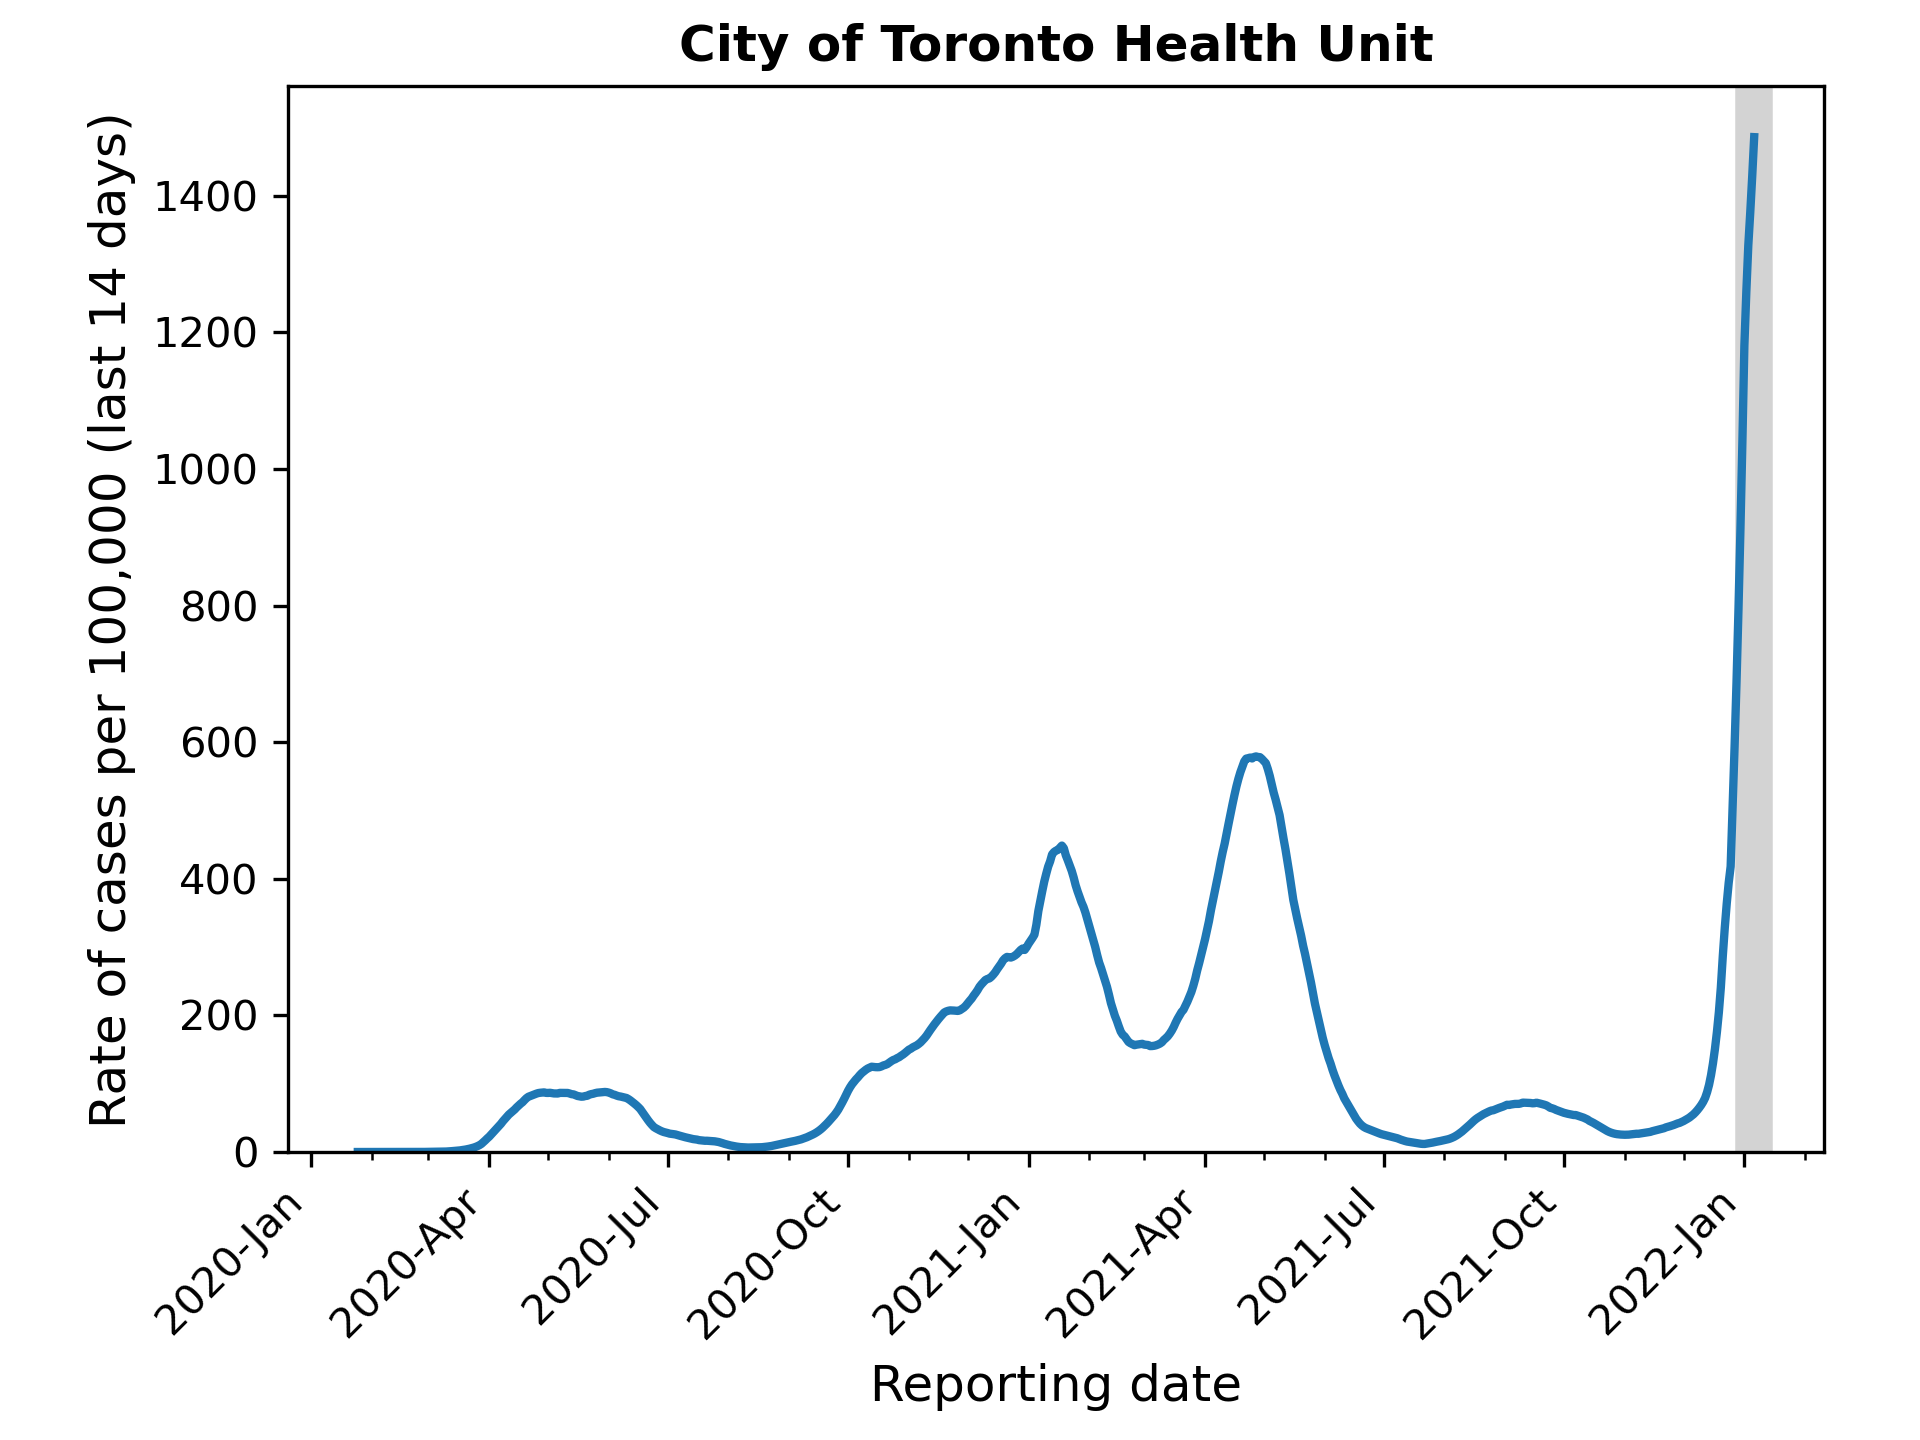 City of Toronto Health Unit
Rate of cases per 100,000 (last 14 days)
1400
1200
1000
800
600
400
200
0
2020-Jan
2020-Apr
2020-Jul
2020-Oct
2021-Jan
2021-Apr
2021-Jul
2021-Oct
2022-Jan
Reporting date